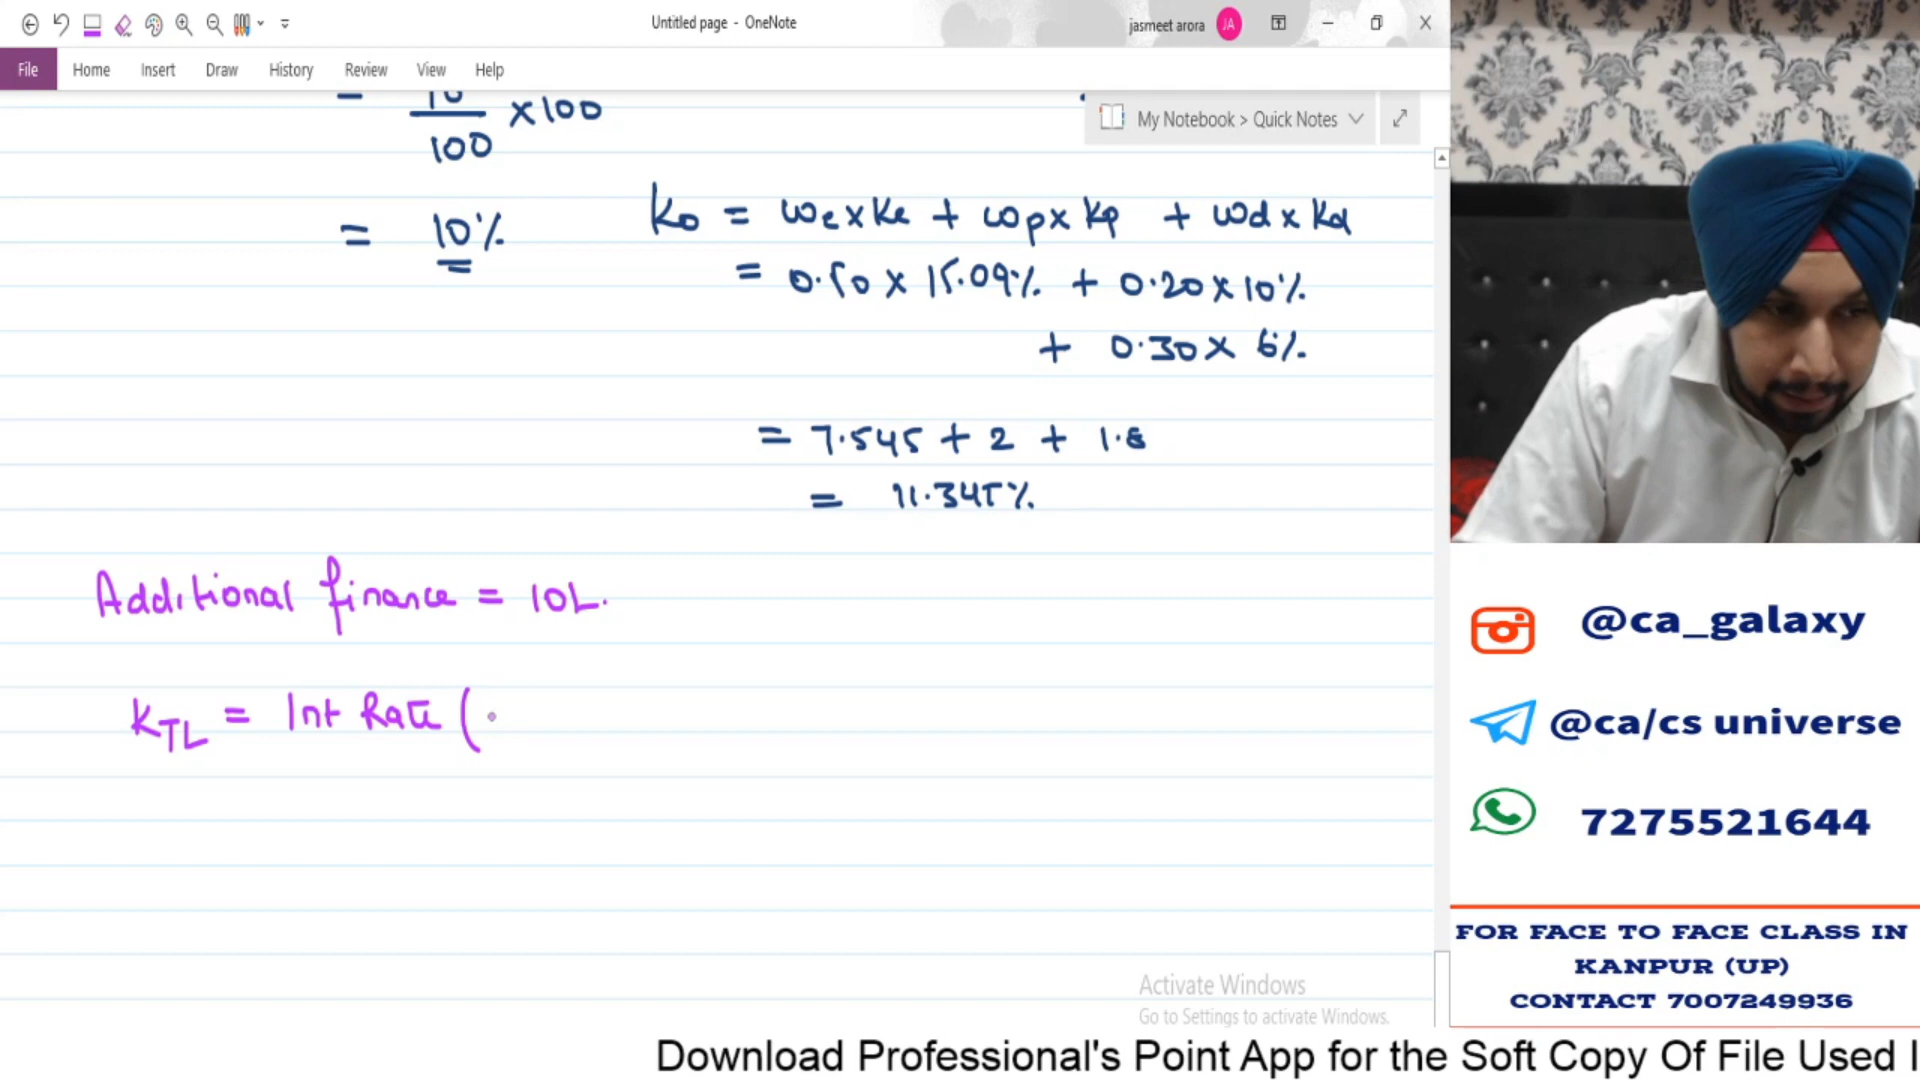 Untitled page - OneNote
jasmeet arora
JA
File Home Insert Draw History Review View Help
My Notebook > Quick Notes
= 10/100 ×100
= 10%
Ko = We×Ke + Wp×Kp + Wd×Kd
= 0.50 × 15.09% + 0.20×10%
+ 0.30× 6%
= 7.545 + 2 + 1.8
= 11.345%
Additional finance = 10L.
KTL = Int Rate (
@ca_galaxy
@ca/cs universe
7275521644
FOR FACE TO FACE CLASS IN
KANPUR (UP)
CONTACT 7007249936
Activate Windows
Go to Settings to activate Windows.
Download Professional's Point App for the Soft Copy Of File Used I